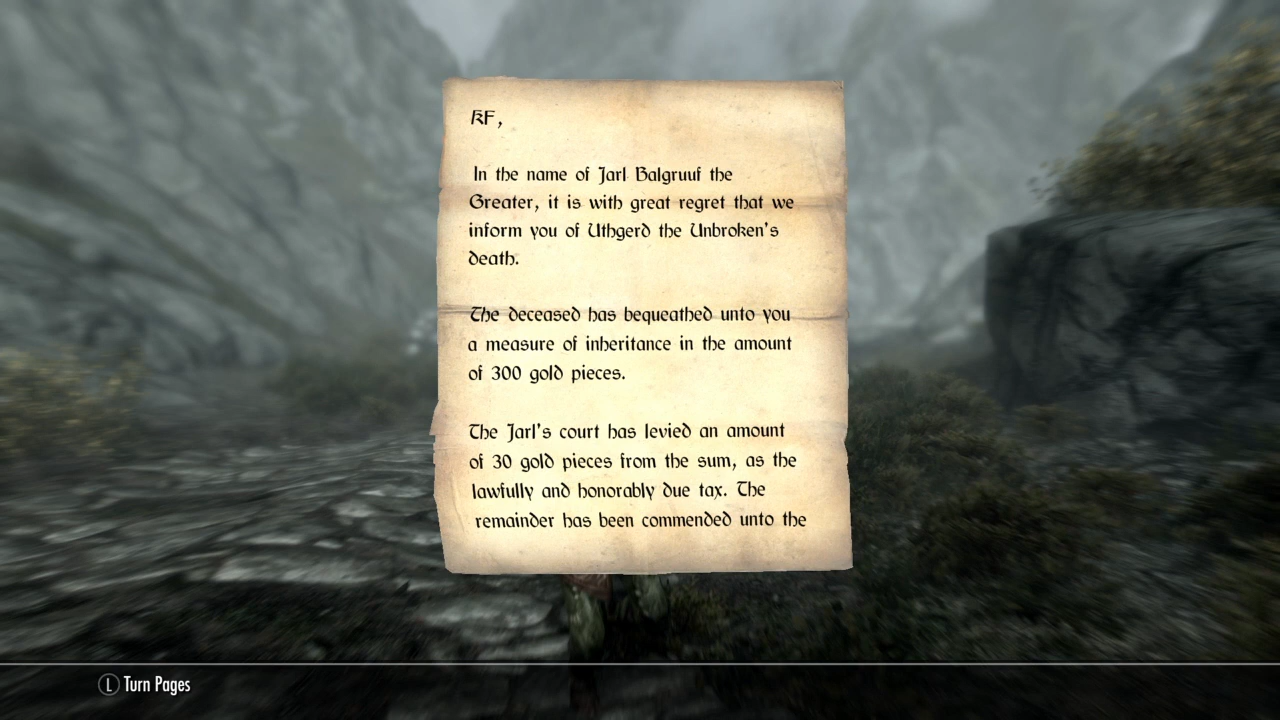 KF,
In the name of Jarl Balgruuf the
Greater, it is with great regret that we
inform you of Uthgerd the Unbroken's
death.
The deceased has bequeathed unto you
a measure of inheritance in the amount
of 300 gold pieces.
The Jarl's court has levied an amount
of 30 gold pieces from the sum, as the
lawfully and honorably due tax. The
remainder has been commended unto the
L Turn Pages